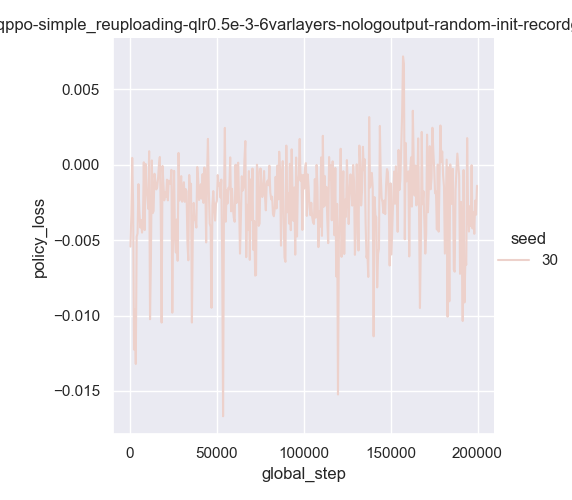 qppo-simple_reuploading-qlr0.5e-3-6varlayers-nologoutput-random-init-record
0.005
0.000
−0.005
−0.010
−0.015
policy_loss
0
50000
100000
150000
200000
global_step
seed
30